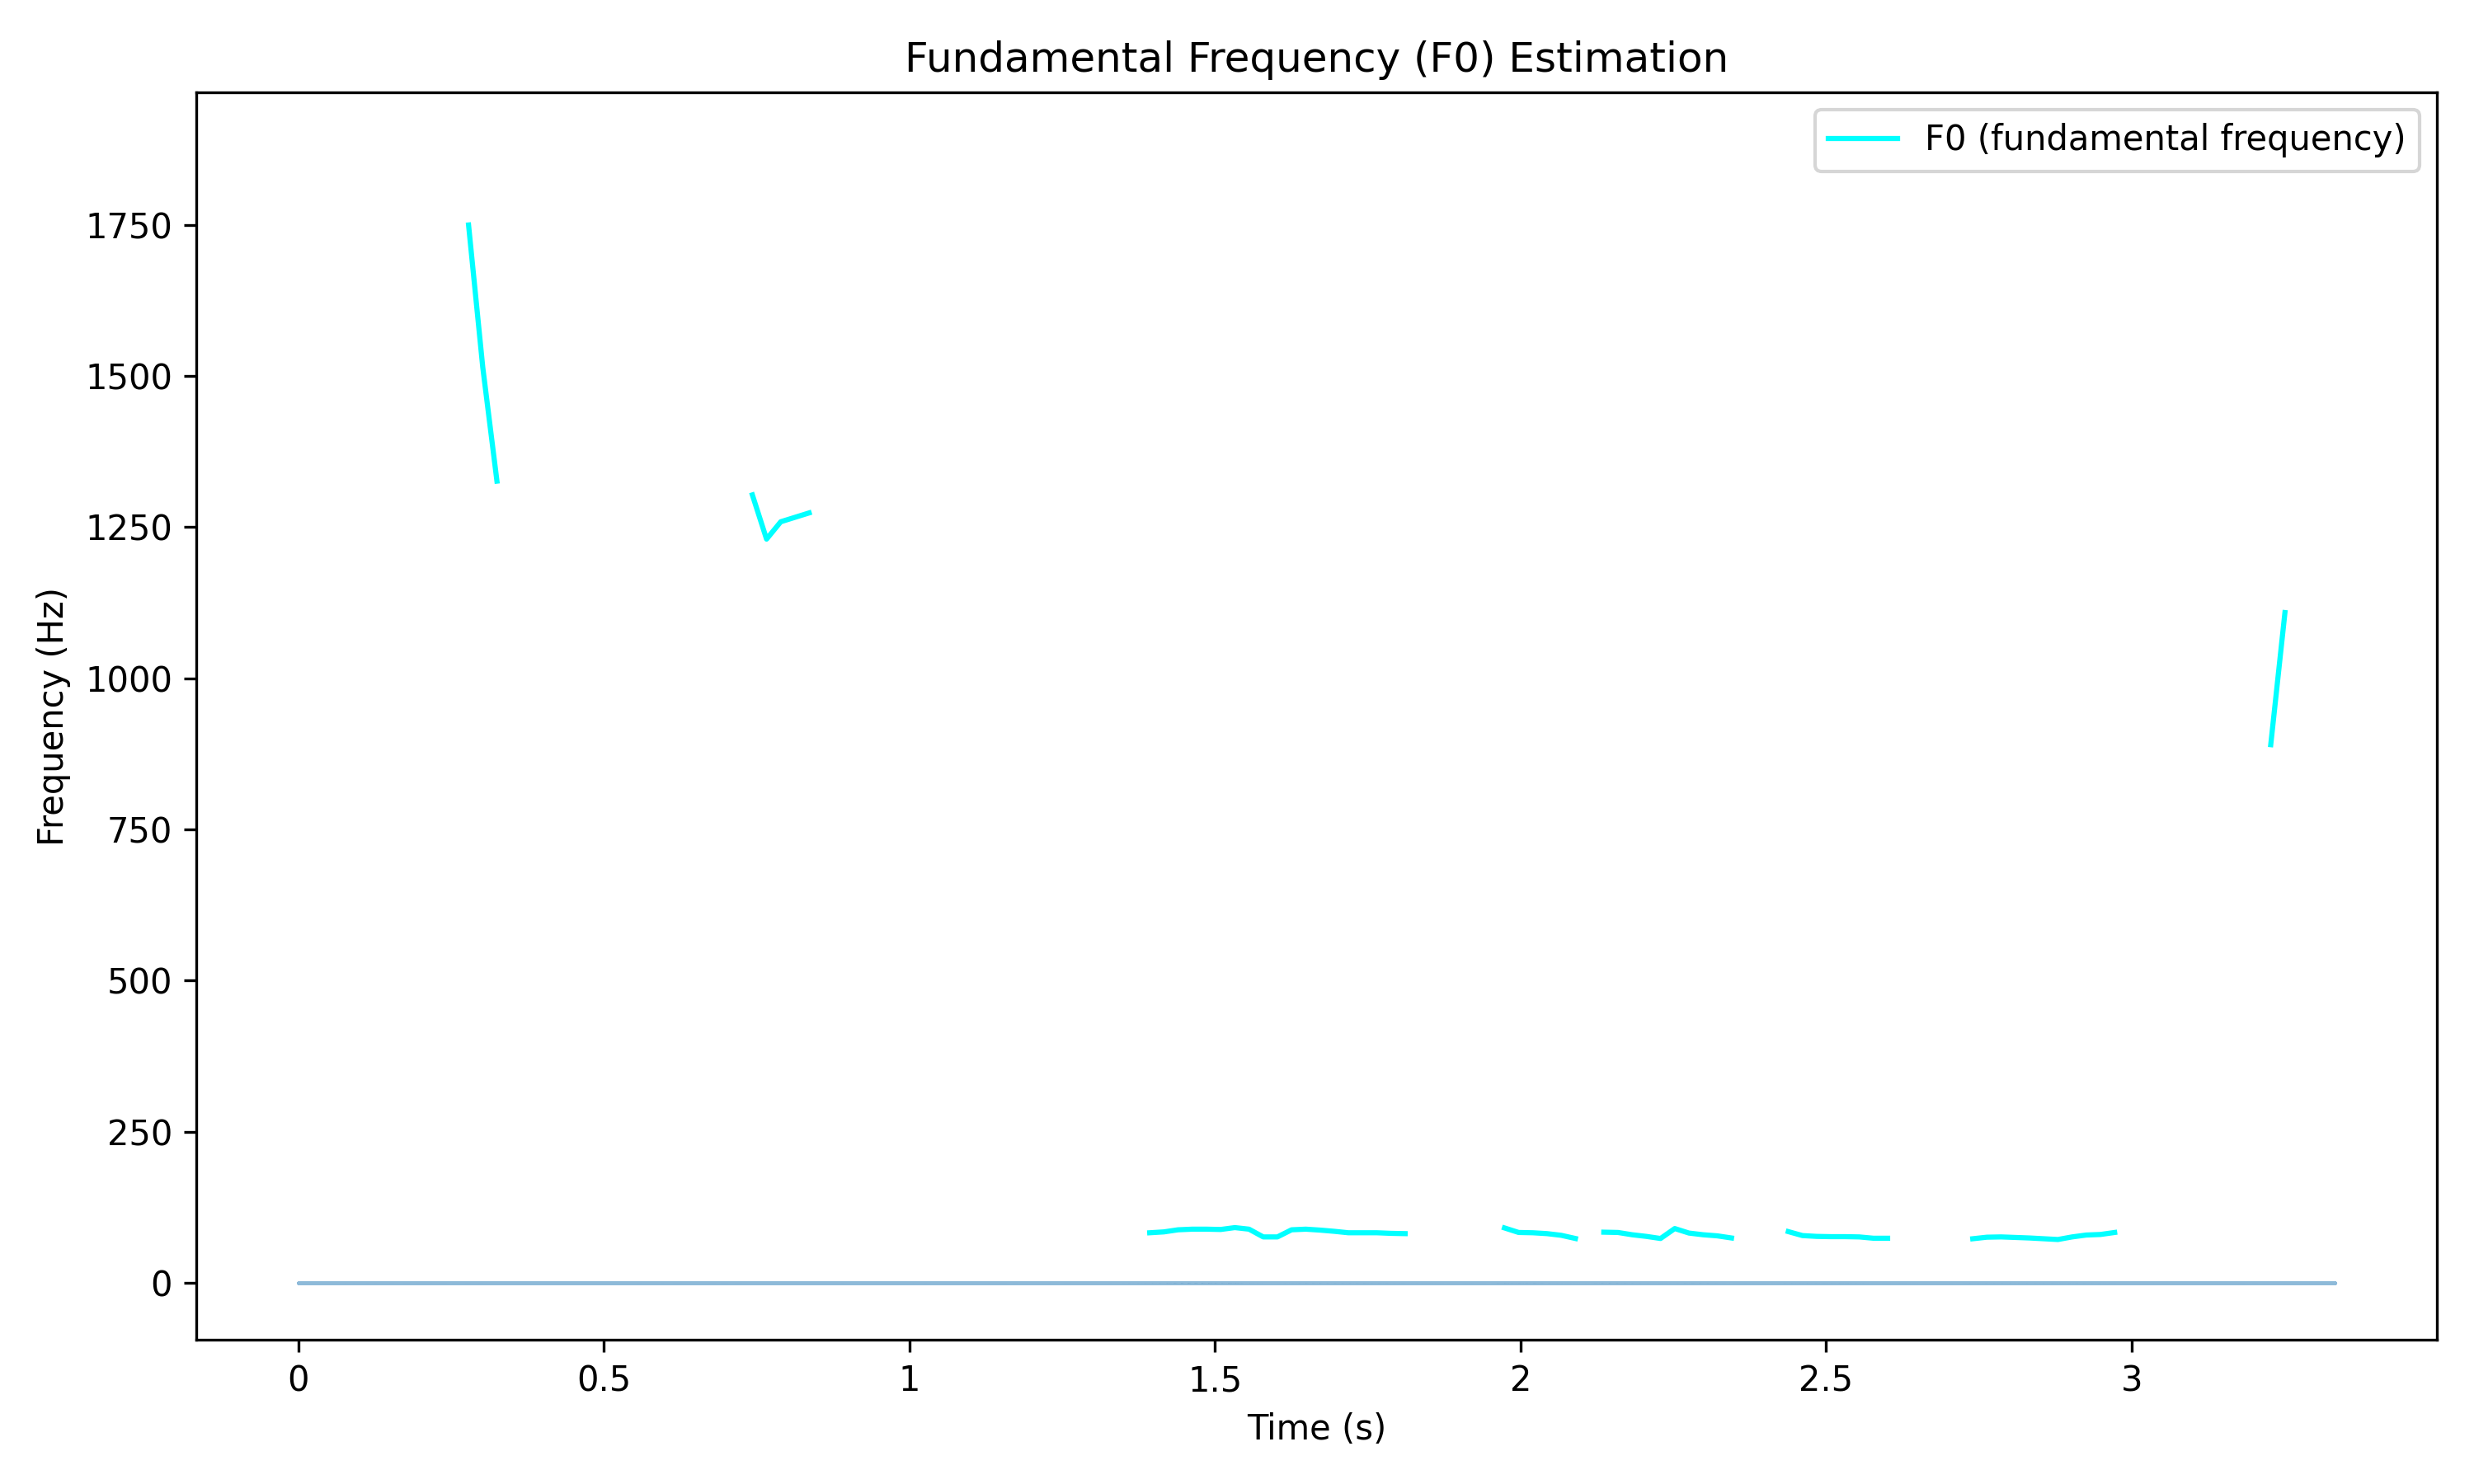 Fundamental Frequency (F0) Estimation
F0 (fundamental frequency)
1750
1500
1250
1000
750
500
250
0
Frequency (Hz)
0 0.5 1 1.5 2 2.5 3
Time (s)